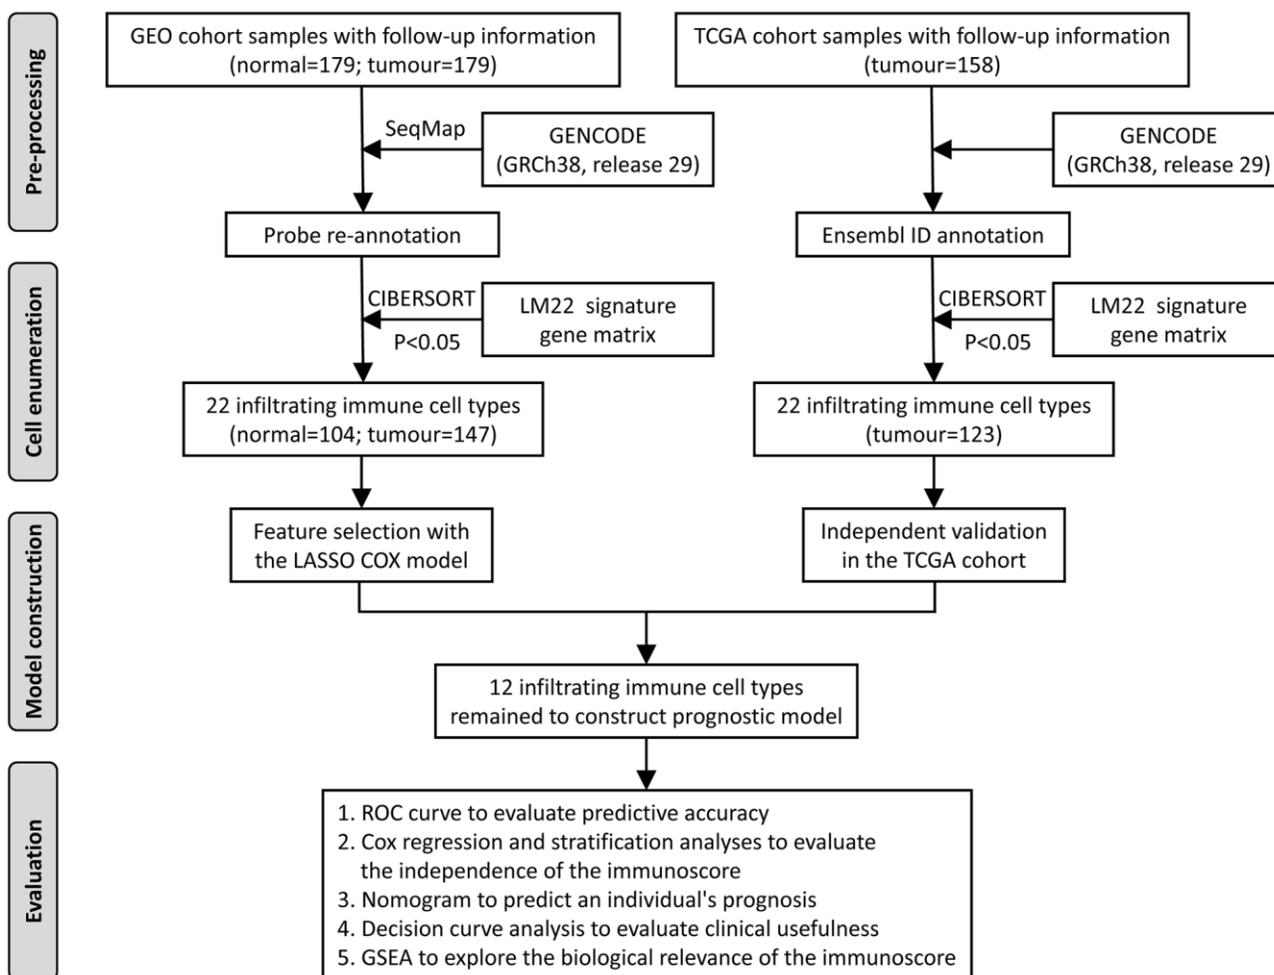 Pre-processing
GEO cohort samples with follow-up information
(normal=179; tumour=179)
TCGA cohort samples with follow-up information
(tumour=158)
SeqMap
GENCODE
(GRCh38, release 29)
GENCODE
(GRCh38, release 29)
Probe re-annotation
Ensembl ID annotation
Cell enumeration
CIBERSORT
P<0.05
LM22 signature
gene matrix
CIBERSORT
P<0.05
LM22 signature
gene matrix
22 infiltrating immune cell types
(normal=104; tumour=147)
22 infiltrating immune cell types
(tumour=123)
Model construction
Feature selection with
the LASSO COX model
Independent validation
in the TCGA cohort
12 infiltrating immune cell types
remained to construct prognostic model
Evaluation
1. ROC curve to evaluate predictive accuracy
2. Cox regression and stratification analyses to evaluate
the independence of the immunoscore
3. Nomogram to predict an individual's prognosis
4. Decision curve analysis to evaluate clinical usefulness
5. GSEA to explore the biological relevance of the immunoscore